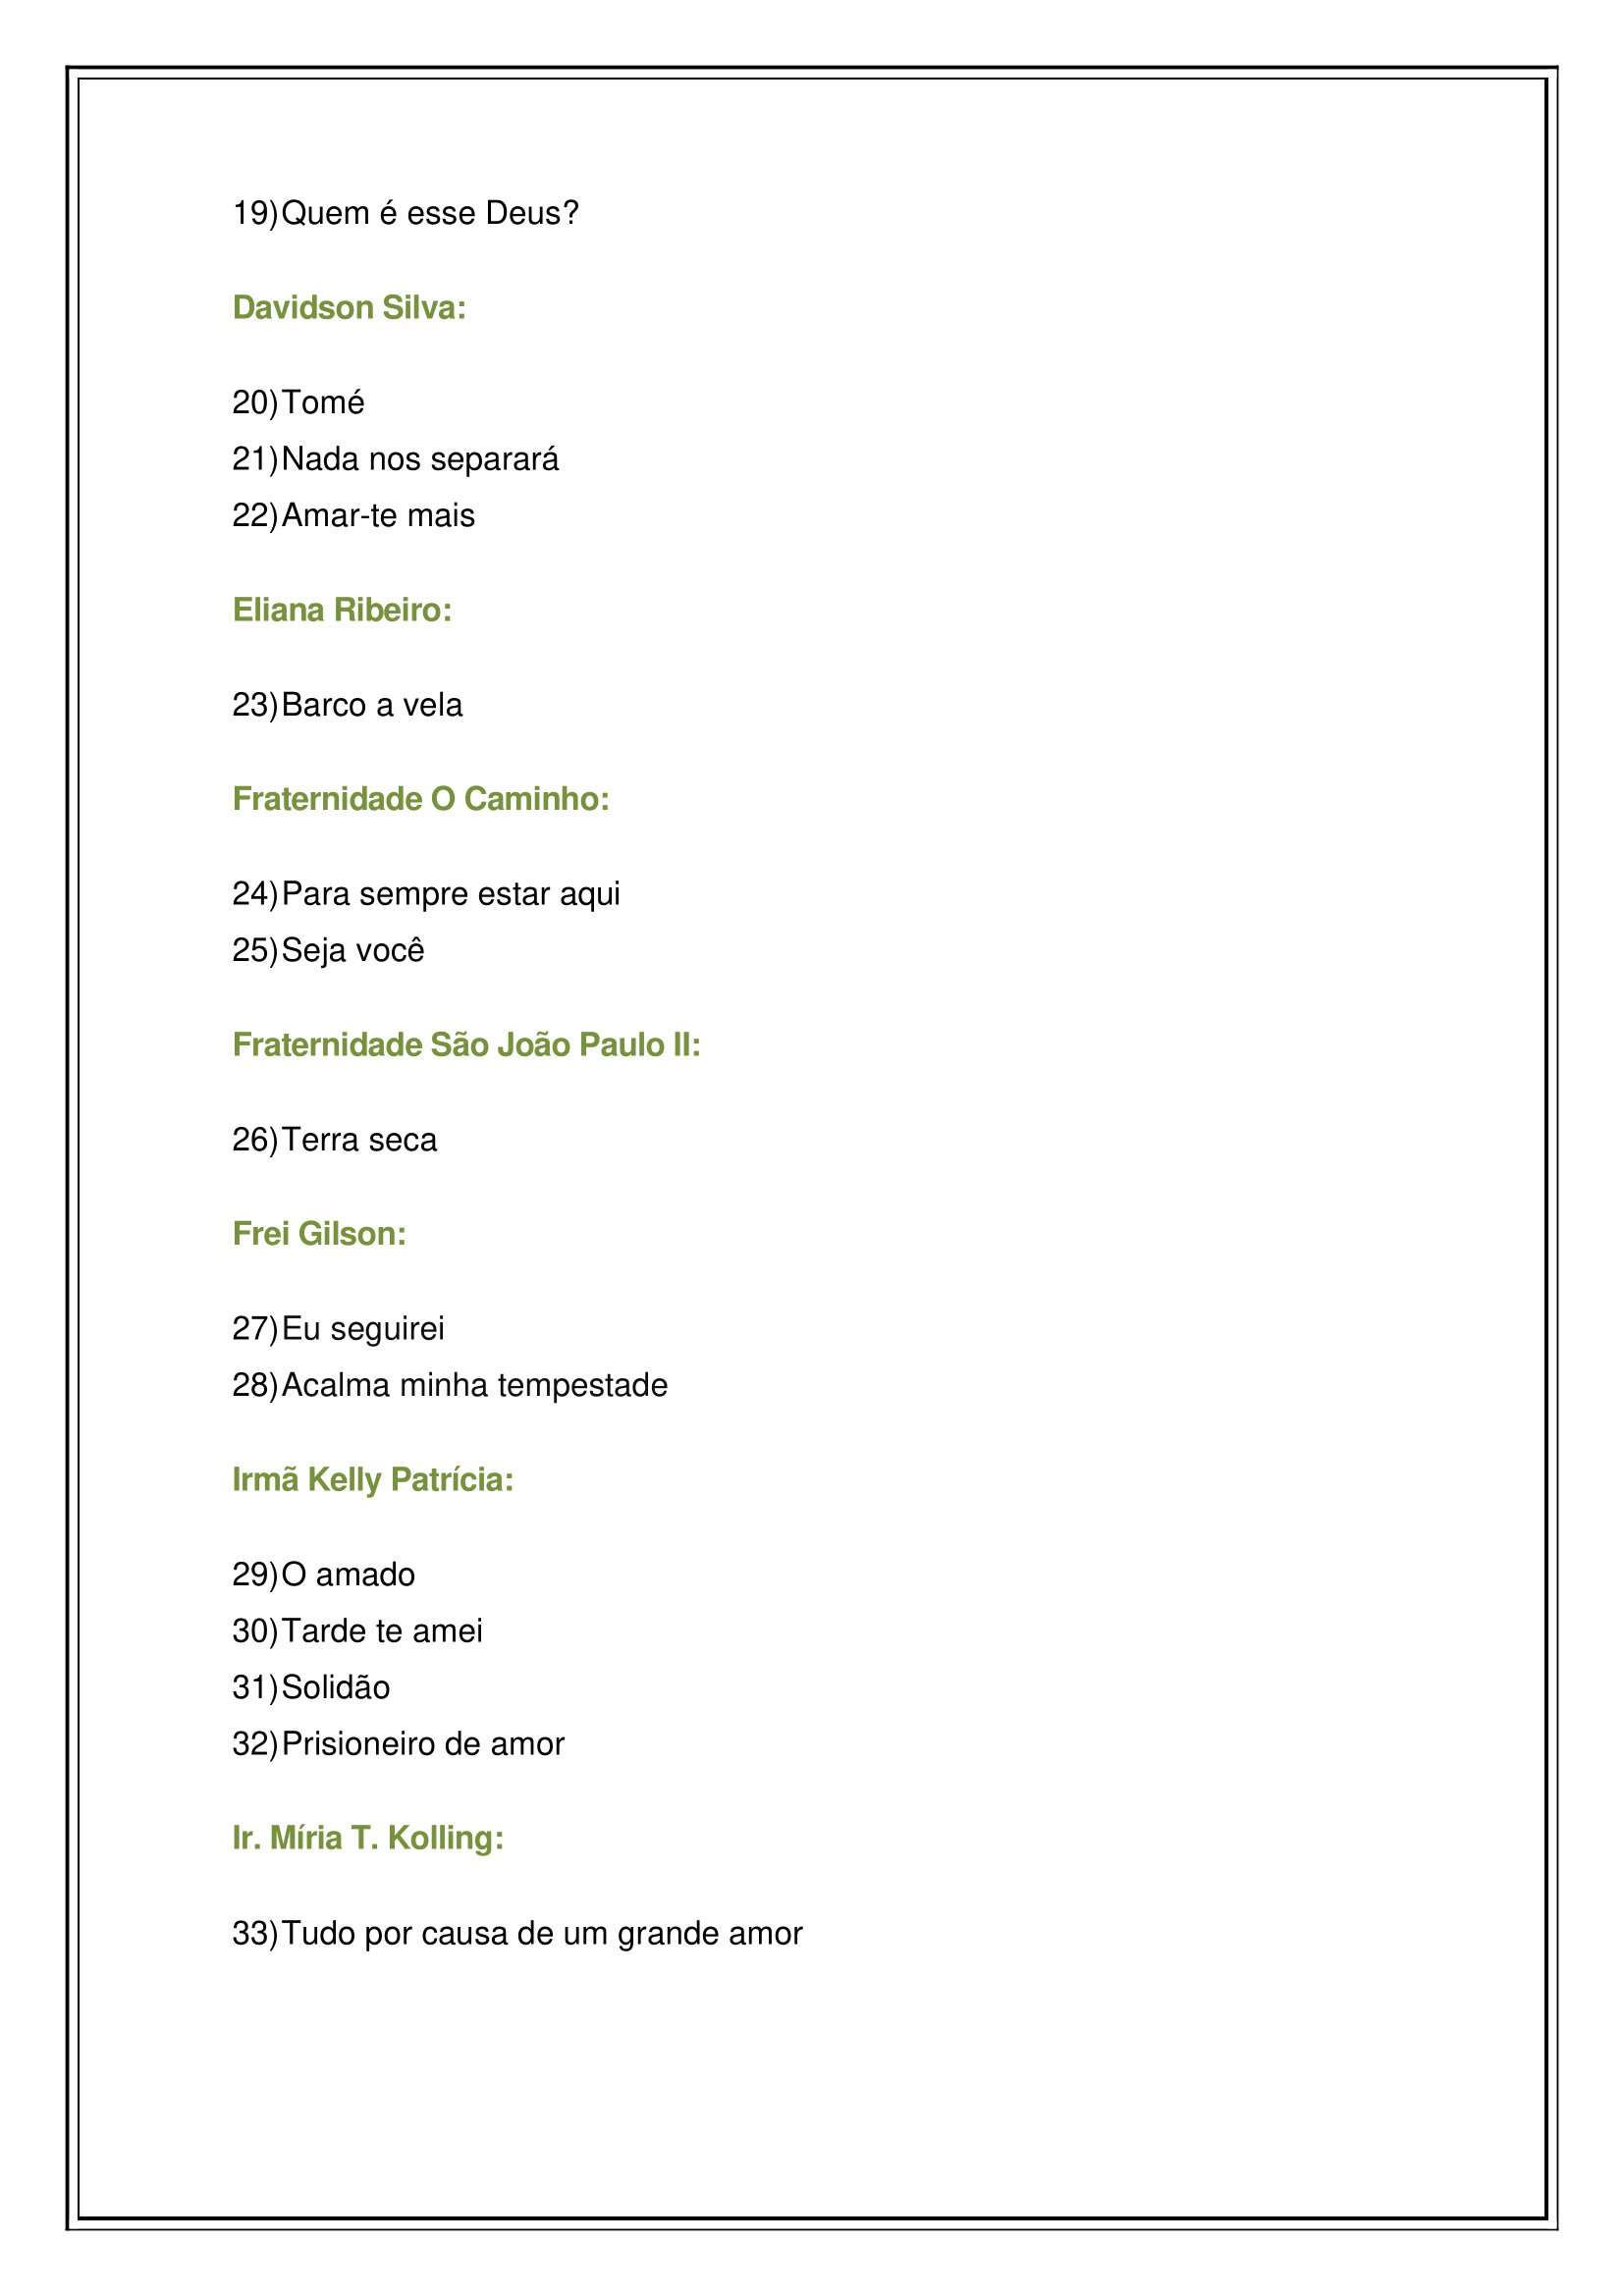 19)Quem é esse Deus?
Davidson Silva:
20)Tomé
21)Nada nos separará
22)Amar-te mais
Eliana Ribeiro:
23)Barco a vela
Fraternidade O Caminho:
24)Para sempre estar aqui
25)Seja você
Fraternidade São João Paulo II:
26)Terra seca
Frei Gilson:
27)Eu seguirei
28)Acalma minha tempestade
Irmã Kelly Patrícia:
29)O amado
30)Tarde te amei
31)Solidão
32)Prisioneiro de amor
Ir. Míria T. Kolling:
33)Tudo por causa de um grande amor